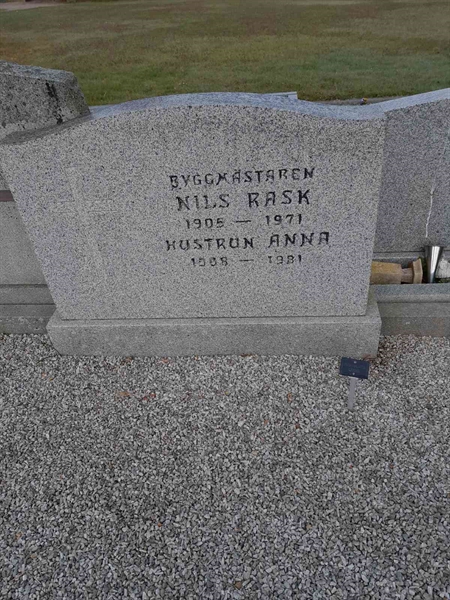 BYGGMÄSTAREN
NILS RASK
1905 — 1971
HUSTRUN ANNA
1908 — 1981